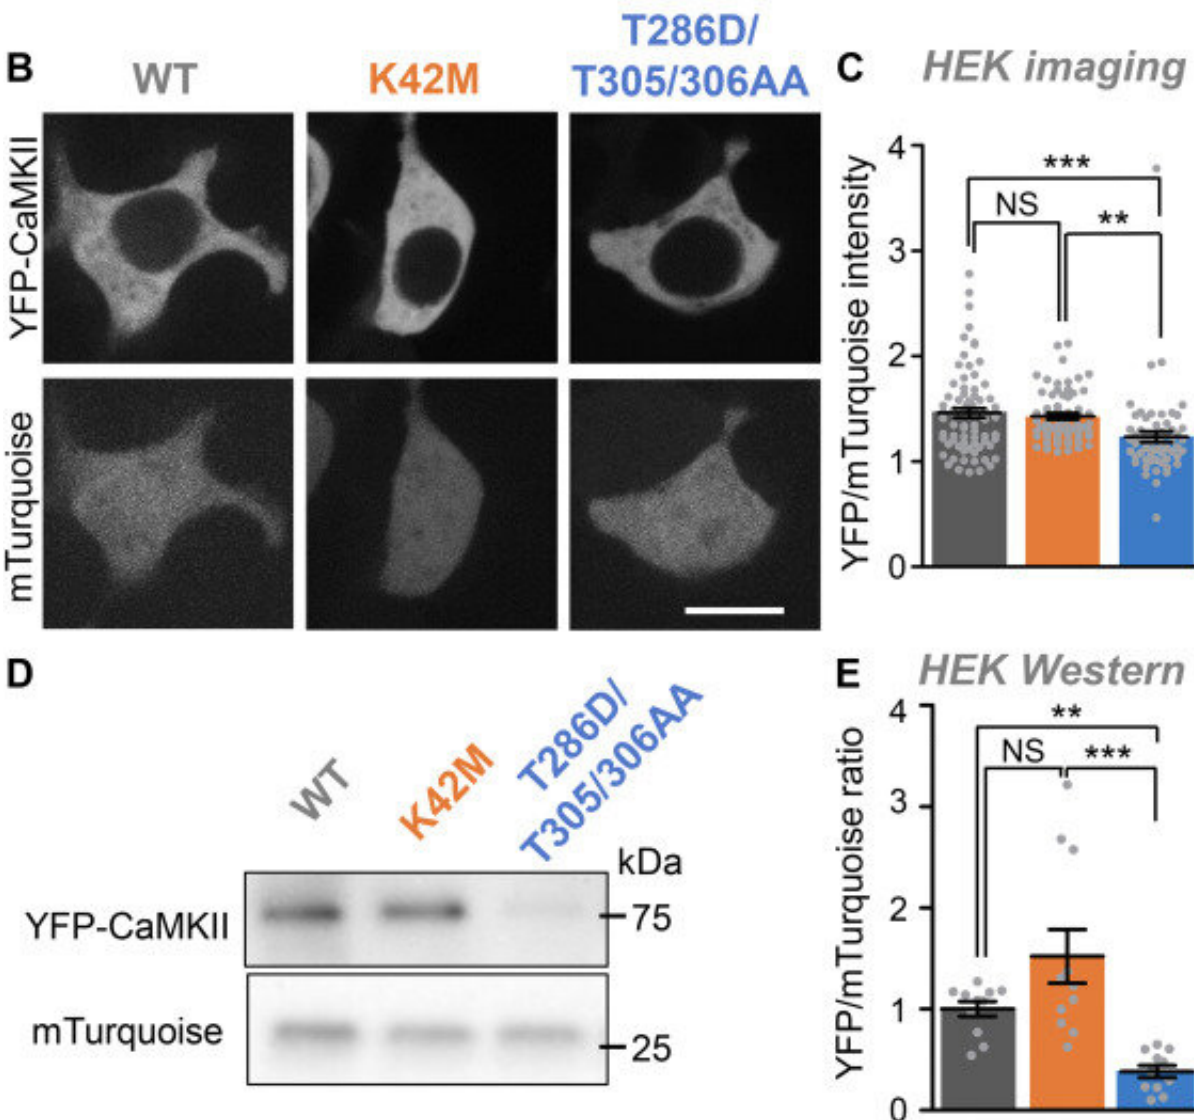 B
WT
K42M
T286D/
T305/306AA
YFP-CaMKII
mTurquoise
C
HEK imaging
YFP/mTurquoise intensity
4
3
2
1
0
***
NS
**
D
WT
K42M
T286D/
T305/306AA
kDa
YFP-CaMKII
75
mTurquoise
25
E
HEK Western
YFP/mTurquoise ratio
4
3
2
1
0
**
NS
***